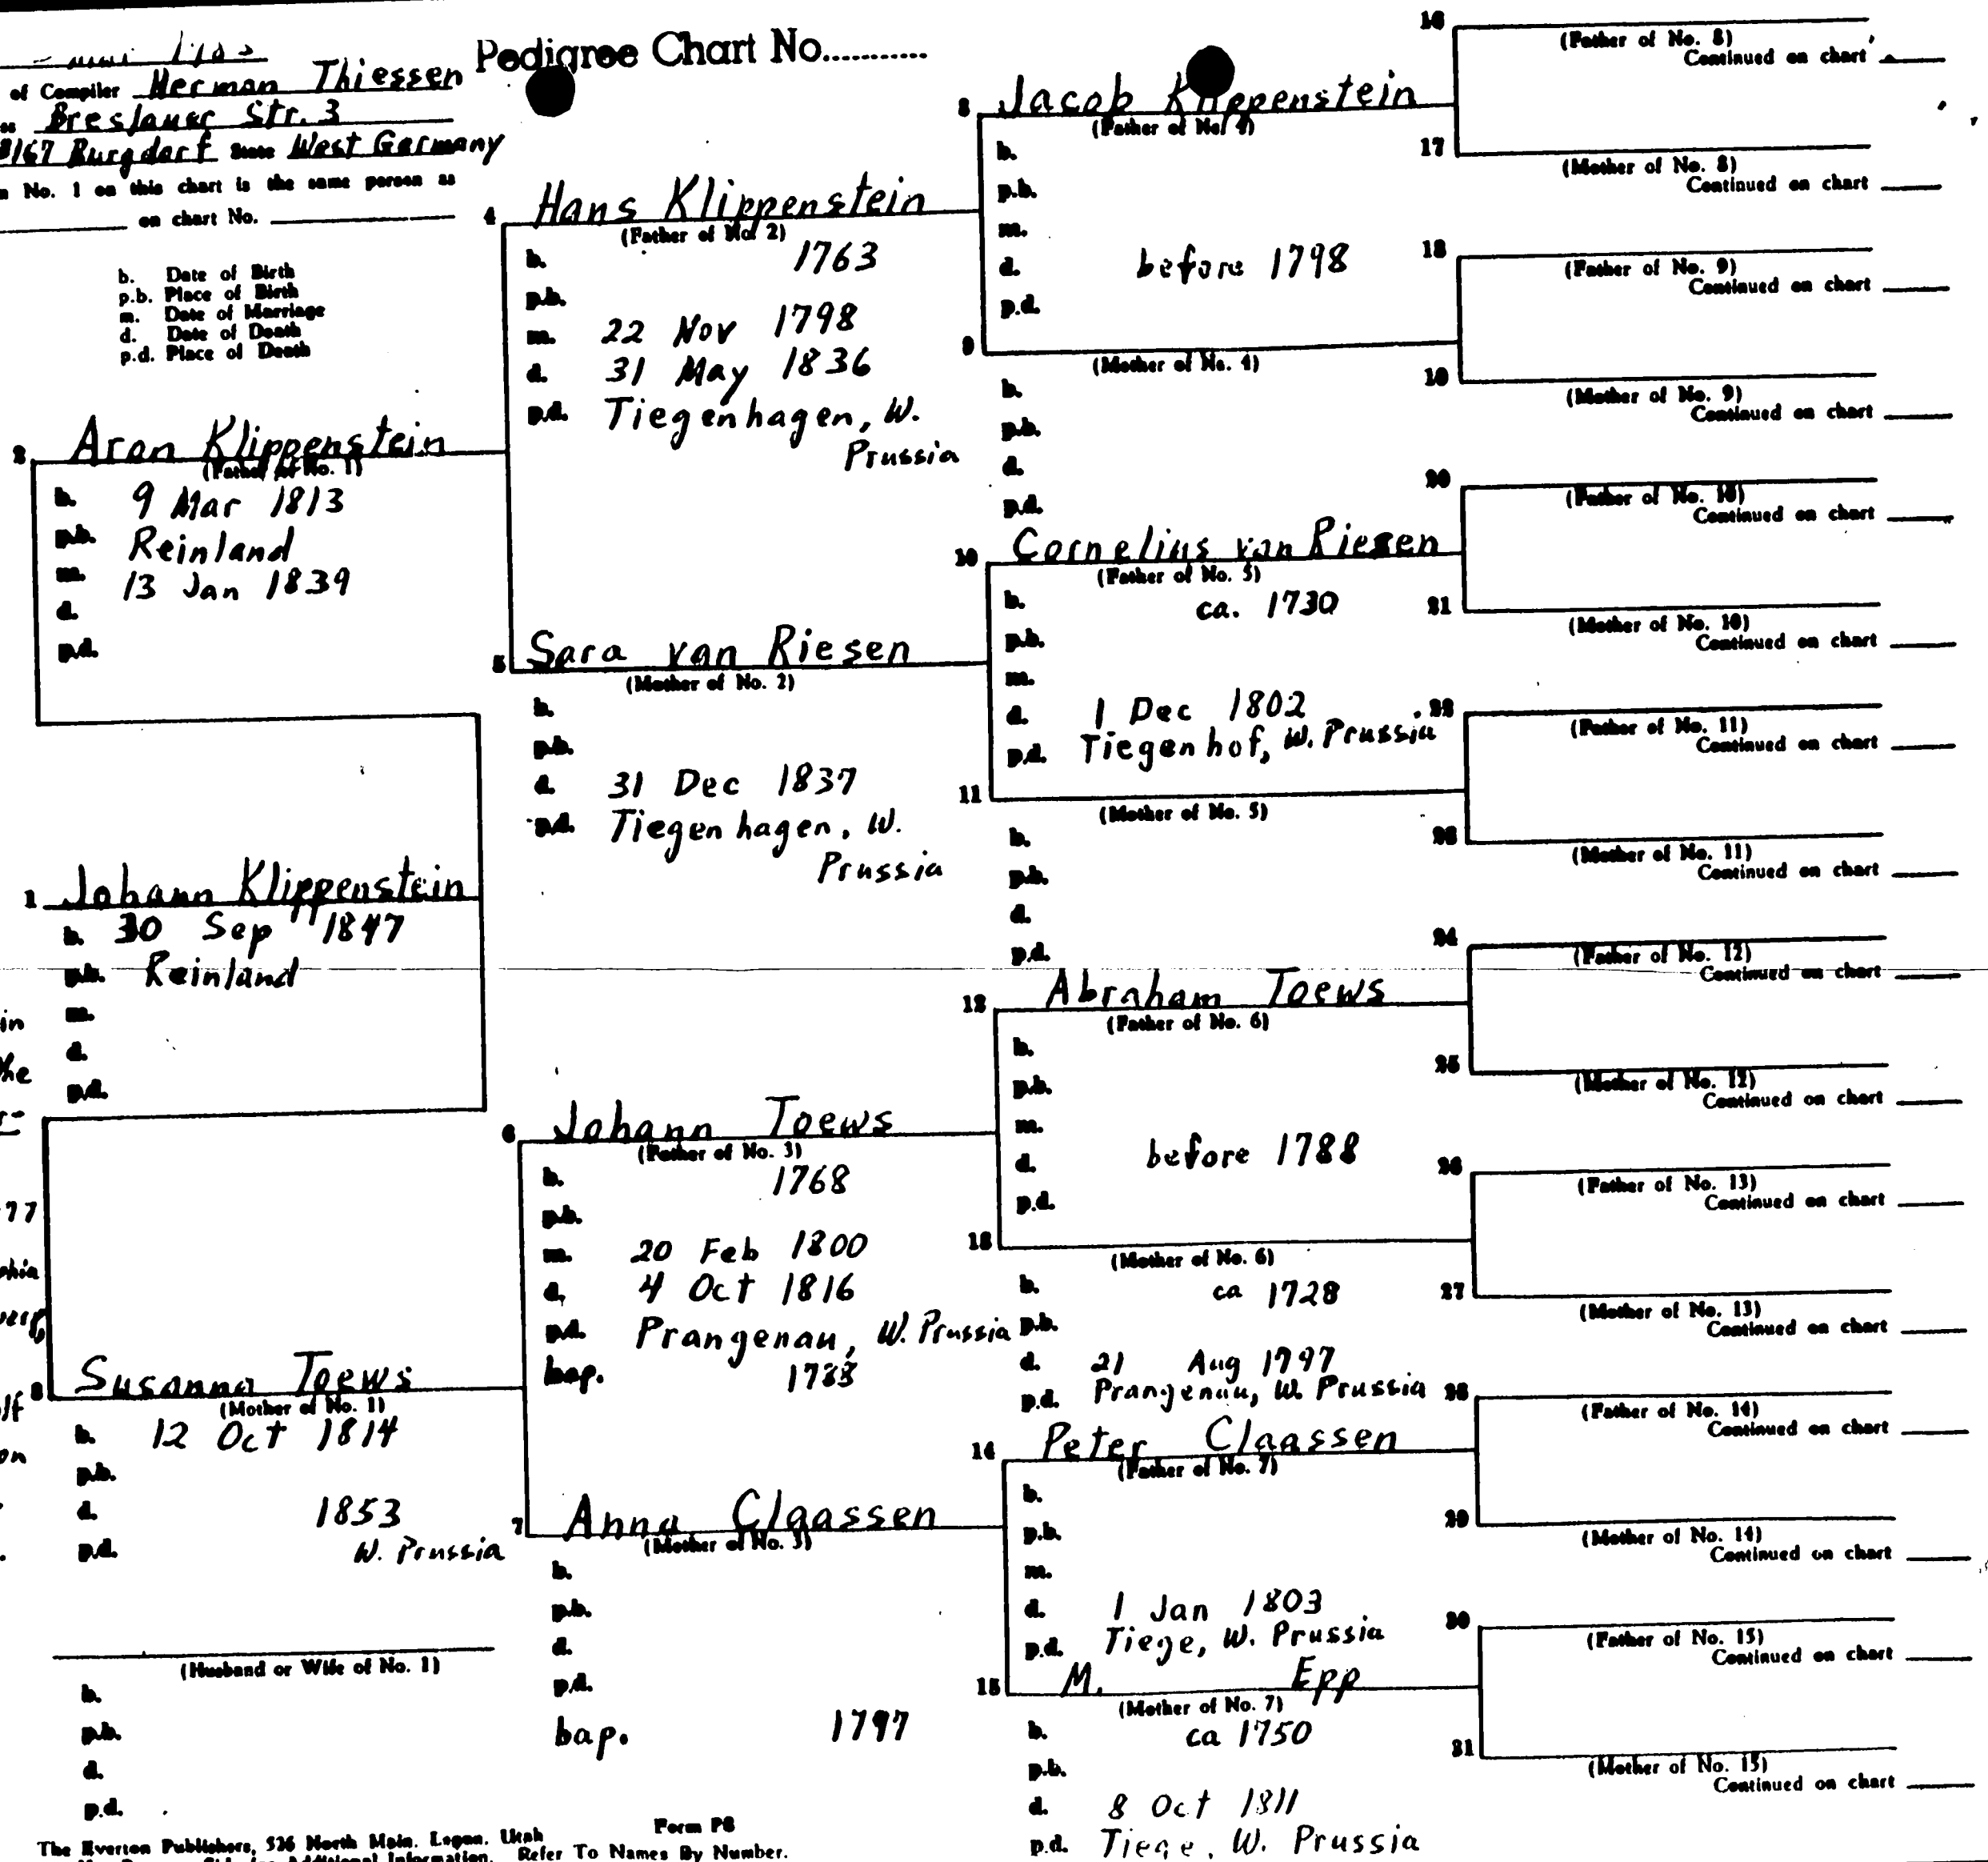 Pedigree Chart No...........
of Compiler Herman Thiessen
Breslauer Str. 3
3167 Burgdorf State West Germany
No. 1 on this chart is the same person as
on chart No.
b. Date of Birth
p.b. Place of Birth
m. Date of Marriage
d. Date of Death
p.d. Place of Death
2 Aron Klippenstein
(Father of No. 1)
b. 9 Mar 1813
p.b. Reinland
m. 13 Jan 1839
d.
p.d.
1 Johann Klippenstein
b. 30 Sep 1847
p.b. Reinland
m.
d.
p.d.
in
the
77
phia
on
3 Susanna Toews
(Mother of No. 1)
b. 12 Oct 1814
p.b.
d. 1853
p.d. W. Prussia
(Husband or Wife of No. 1)
b.
p.b.
d.
p.d.
4 Hans Klippenstein
(Father of No. 2)
b. 1763
p.b.
m. 22 Nov 1798
d. 31 May 1836
p.d. Tiegenhagen, W.
Prussia
5 Sara van Riesen
(Mother of No. 2)
b.
p.b.
d. 31 Dec 1837
p.d. Tiegenhagen, W.
Prussia
6 Johann Toews
(Father of No. 3)
b. 1768
p.b.
m. 20 Feb 1800
d. 4 Oct 1816
p.d. Prangenau, W. Prussia
bap. 1788
7 Anna Claassen
(Mother of No. 3)
b.
p.b.
d.
p.d.
bap. 1797
8 Jacob Klippenstein
(Father of No. 4)
b.
p.b.
m.
d. before 1798
p.d.
9
(Mother of No. 4)
b.
p.b.
d.
p.d.
10 Cornelius van Riesen
(Father of No. 5)
b. ca. 1730
p.b.
m.
d. 1 Dec 1802
p.d. Tiegenhof, W. Prussia
11
(Mother of No. 5)
b.
p.b.
d.
p.d.
12 Abraham Toews
(Father of No. 6)
b.
p.b.
m.
d. before 1788
p.d.
13
(Mother of No. 6)
b. ca 1728
p.b.
d. 21 Aug 1797
p.d. Prangenau, W. Prussia
14 Peter Claassen
(Father of No. 7)
b.
p.b.
m.
d. 1 Jan 1803
p.d. Tiege, W. Prussia
15 M. Epp
(Mother of No. 7)
b. ca 1750
p.b.
d. 8 Oct 1811
p.d. Tiege, W. Prussia
16
(Father of No. 8)
Continued on chart
17
(Mother of No. 8)
Continued on chart
18
(Father of No. 9)
Continued on chart
19
(Mother of No. 9)
Continued on chart
20
(Father of No. 10)
Continued on chart
21
(Mother of No. 10)
Continued on chart
22
(Father of No. 11)
Continued on chart
23
(Mother of No. 11)
Continued on chart
24
(Father of No. 12)
Continued on chart
25
(Mother of No. 12)
Continued on chart
26
(Father of No. 13)
Continued on chart
27
(Mother of No. 13)
Continued on chart
28
(Father of No. 14)
Continued on chart
29
(Mother of No. 14)
Continued on chart
30
(Father of No. 15)
Continued on chart
31
(Mother of No. 15)
Continued on chart
Form P8
The Everton Publishers, 526 North Main, Logan, Utah
Additional Information. Refer To Names By Number.